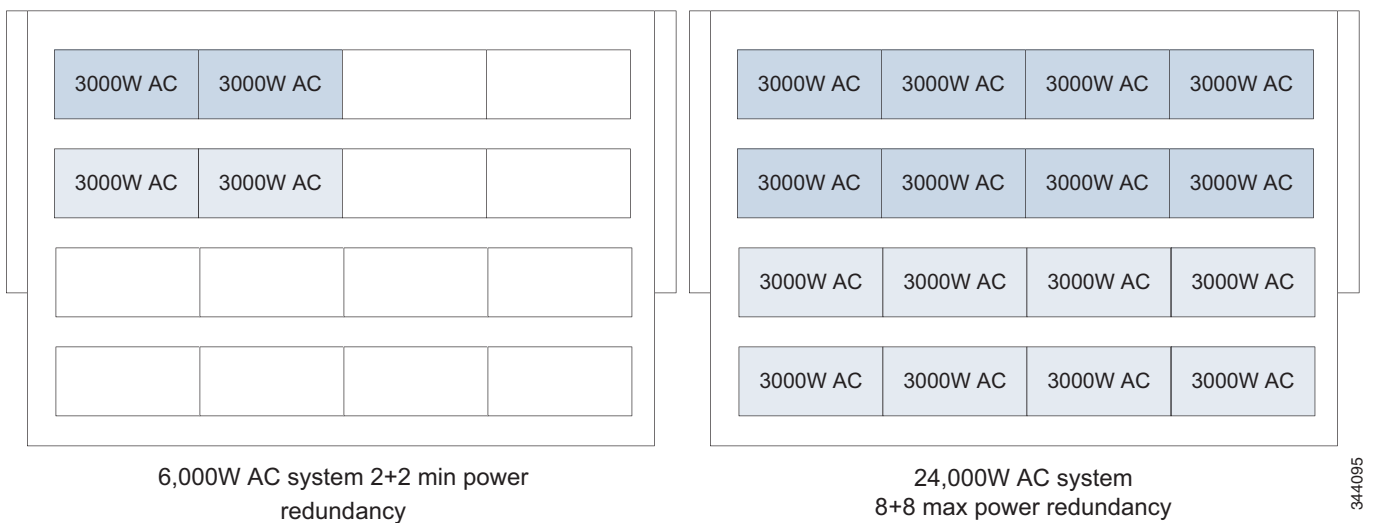 3000W AC 3000W AC
3000W AC 3000W AC
6,000W AC system 2+2 min power
redundancy
3000W AC 3000W AC 3000W AC 3000W AC
3000W AC 3000W AC 3000W AC 3000W AC
3000W AC 3000W AC 3000W AC 3000W AC
3000W AC 3000W AC 3000W AC 3000W AC
24,000W AC system
8+8 max power redundancy
344095